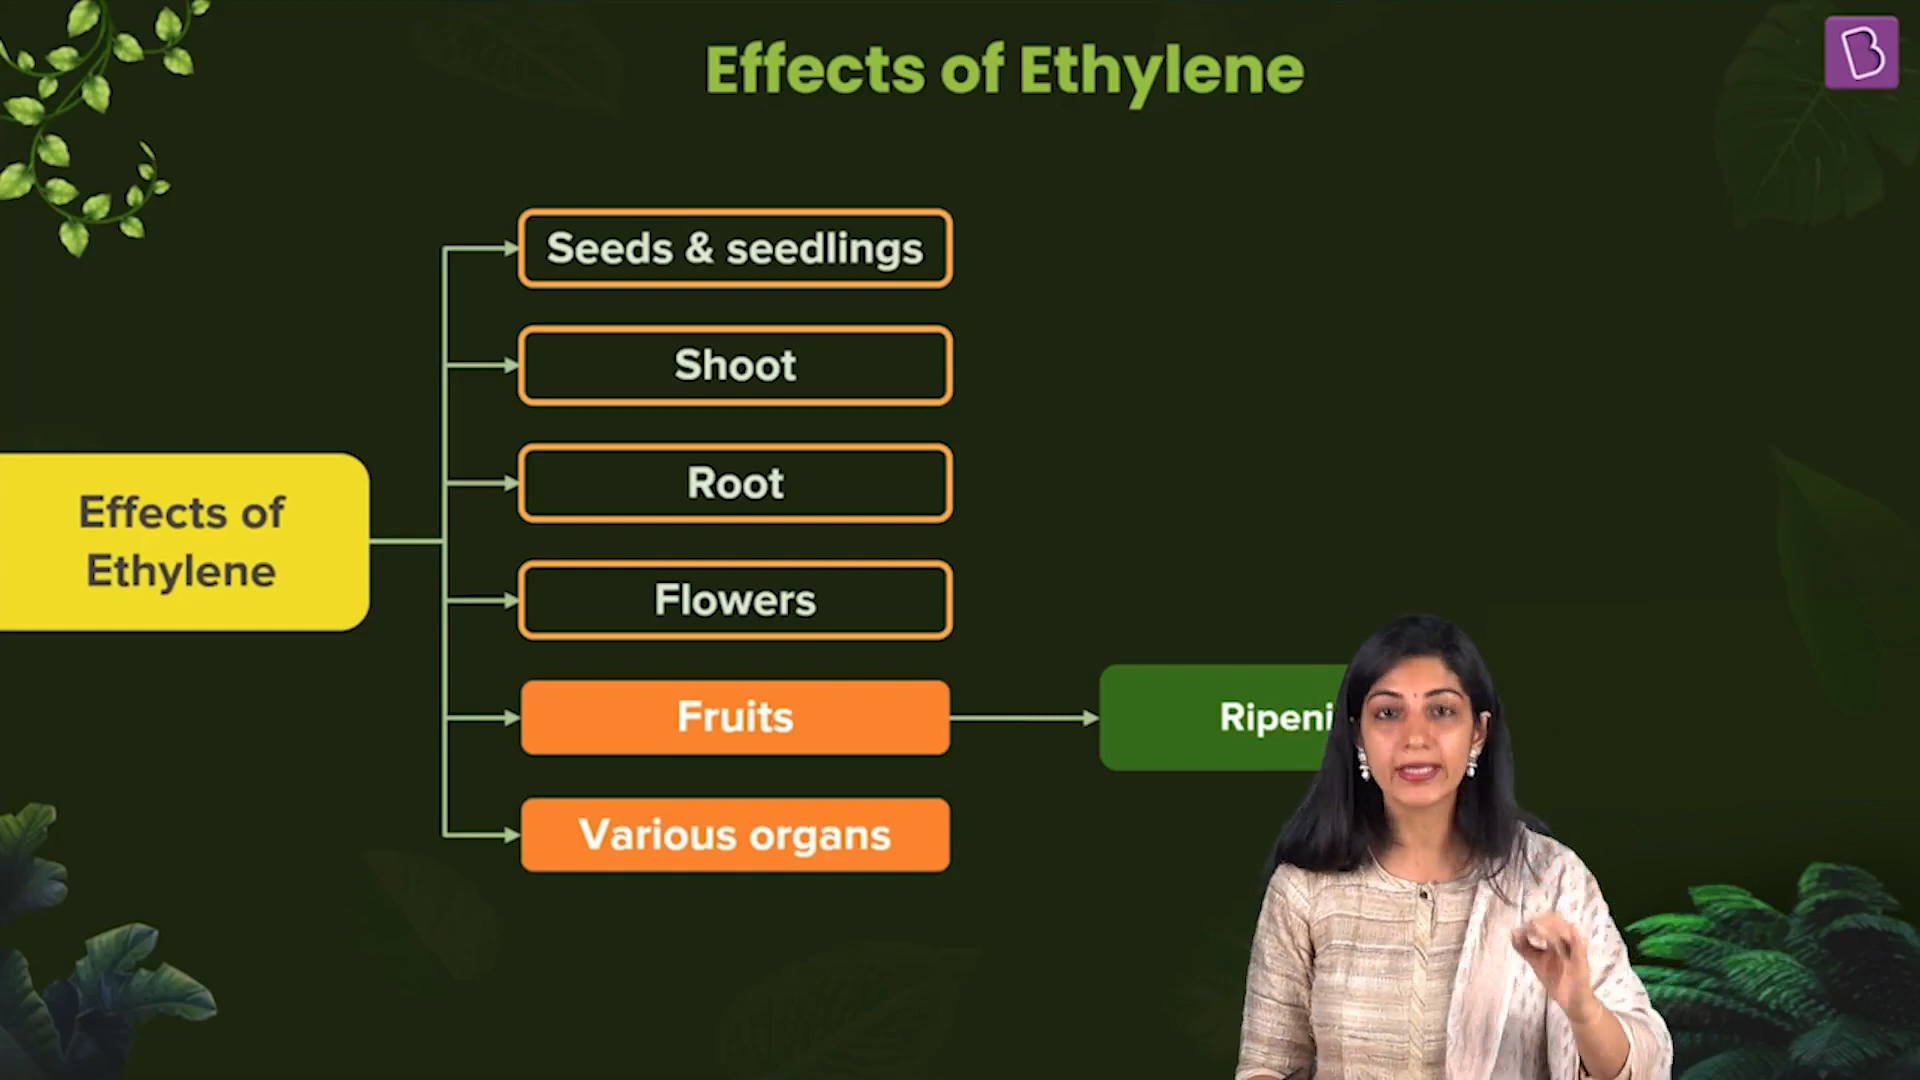 Effects of Ethylene
Seeds & seedlings
Shoot
Root
Flowers
Effects of
Ethylene
Fruits
Various organs